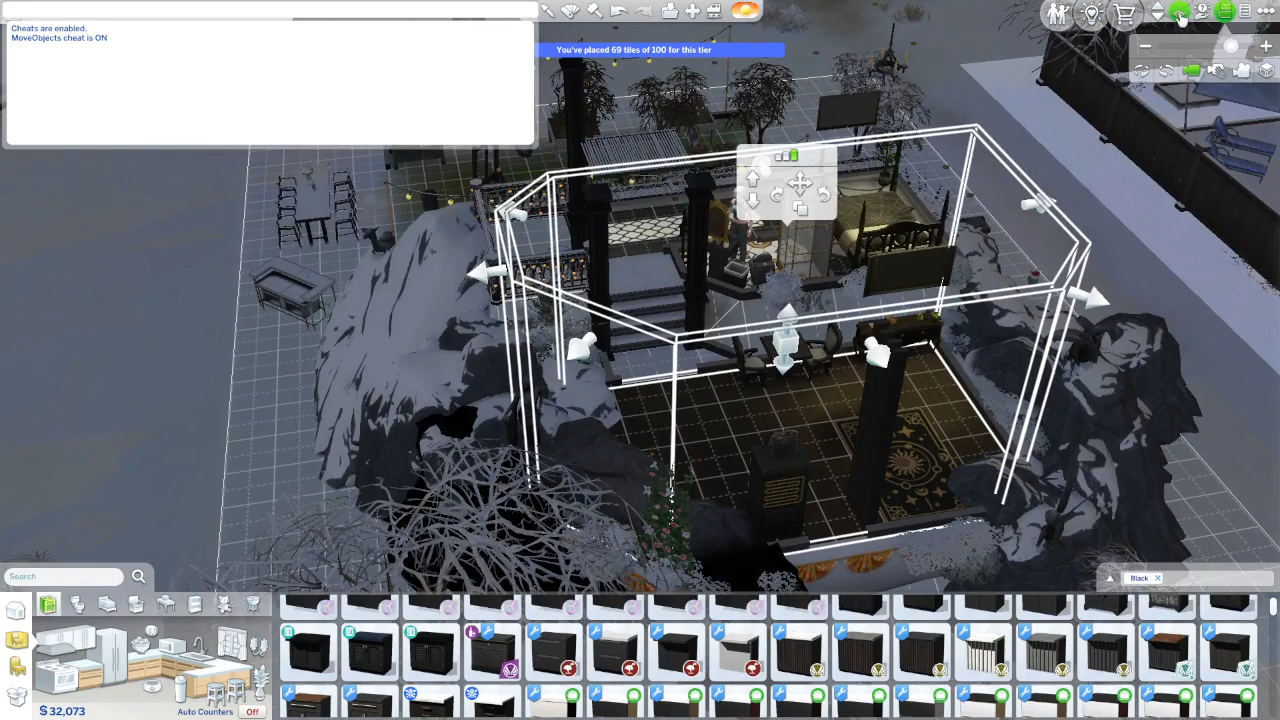 Cheats are enabled.
MoveObjects cheat is ON
You've placed 69 tiles of 100 for this tier
Search
Black
§32,073
Auto Counters
Off